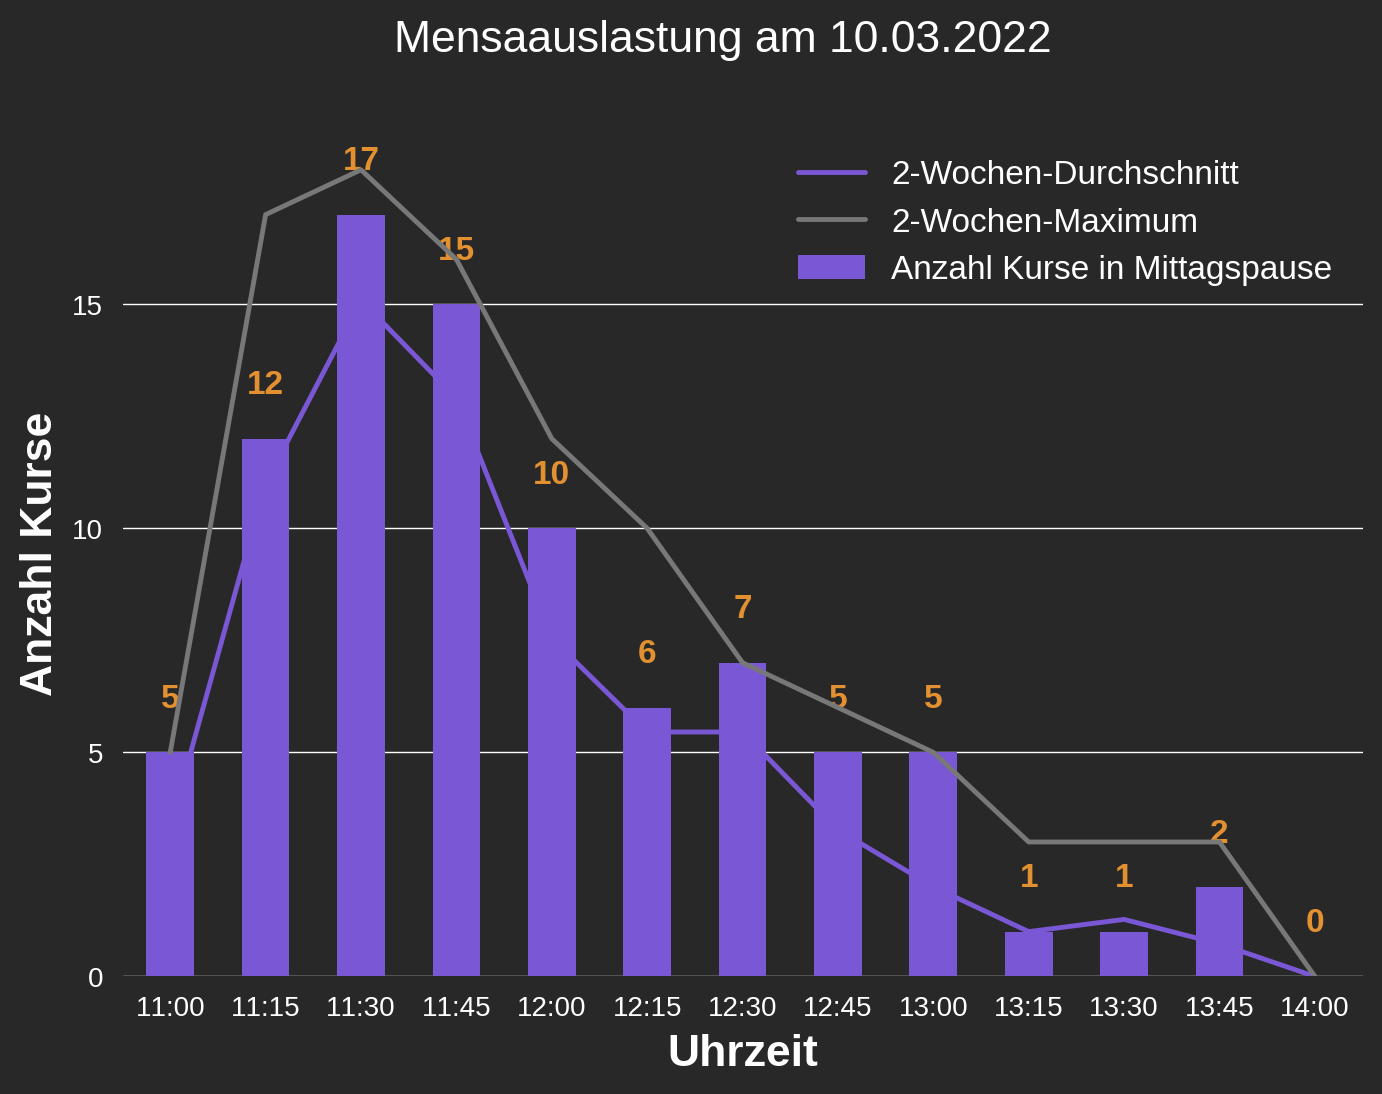 Mensaauslastung am 10.03.2022
2-Wochen-Durchschnitt
2-Wochen-Maximum
Anzahl Kurse in Mittagspause
Anzahl Kurse
15
10
5
0
5
12
17
15
10
6
7
5
5
1
1
2
0
11:00 11:15 11:30 11:45 12:00 12:15 12:30 12:45 13:00 13:15 13:30 13:45 14:00
Uhrzeit